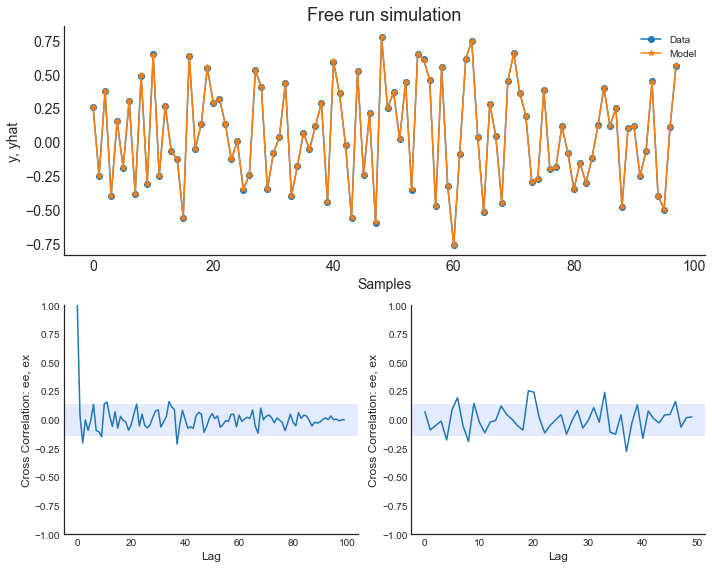 Free run simulation
Data
Model
y, yhat
0.75
0.50
0.25
0.00
−0.25
−0.50
−0.75
0 20 40 60 80 100
Samples
Cross Correlation: ee, ex
1.00
0.75
0.50
0.25
0.00
−0.25
−0.50
−0.75
−1.00
0 20 40 60 80 100
Lag
Cross Correlation: ee, ex
1.00
0.75
0.50
0.25
0.00
−0.25
−0.50
−0.75
−1.00
0 10 20 30 40 50
Lag